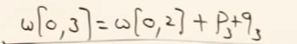 ω[0,3] = ω[0,2] + P₃+q₃